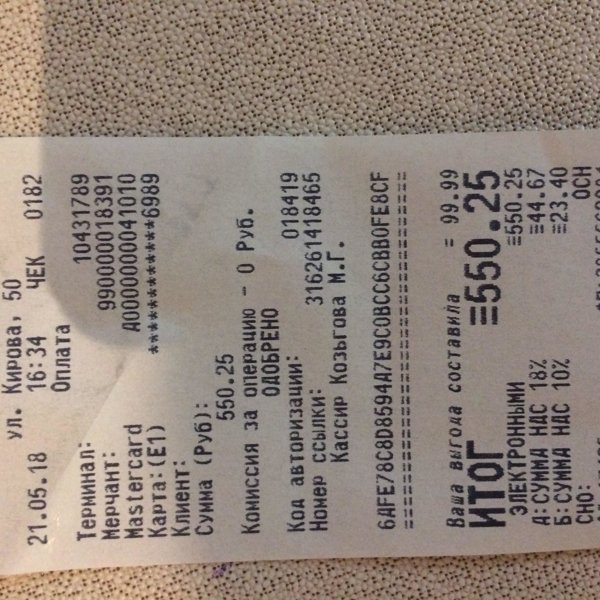 ул. Кирова, 50
21.05.18 16:34 ЧЕК 0182
Оплата
Терминал: 10431789
Мерчант: 990000018391
Mastercard A0000000041010
Карта:(E1) ************6989
Клиент:
Сумма (Руб):
550.25
Комиссия за операцию - 0 Руб.
ОДОБРЕНО
Код авторизации: 018419
Номер ссылки: 316261418465
Кассир Козьгова М.Г.
6AFE78C8D8594A7E9C0BCC6CBB0FE8CF
================================
Ваша выгода составила = 99.99
ИТОГ =550.25
ЭЛЕКТРОННЫМИ =550.25
А:СУММА НДС 18% =44.67
Б:СУММА НДС 10% =23.40
СНО: ОСН